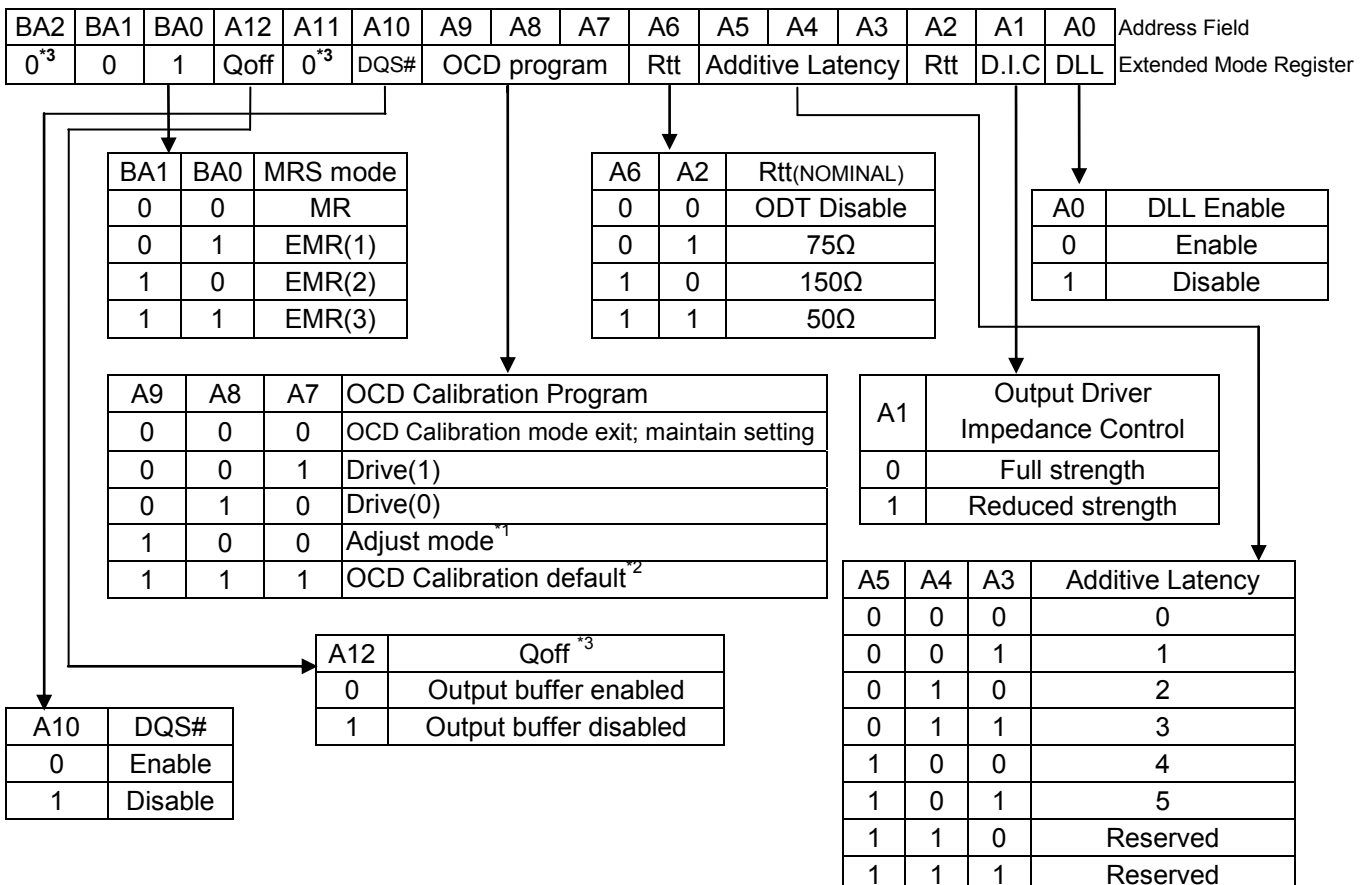 BA2 BA1 BA0 A12 A11 A10 A9 A8 A7 A6 A5 A4 A3 A2 A1 A0 Address Field
0*3 0 1 Qoff 0*3 DQS# OCD program Rtt Additive Latency Rtt D.I.C DLL Extended Mode Register
BA1 BA0 MRS mode
0 0 MR
0 1 EMR(1)
1 0 EMR(2)
1 1 EMR(3)
A6 A2 Rtt(NOMINAL)
0 0 ODT Disable
0 1 75Ω
1 0 150Ω
1 1 50Ω
A0 DLL Enable
0 Enable
1 Disable
A9 A8 A7 OCD Calibration Program
0 0 0 OCD Calibration mode exit; maintain setting
0 0 1 Drive(1)
0 1 0 Drive(0)
1 0 0 Adjust mode*1
1 1 1 OCD Calibration default*2
A1 Output Driver
Impedance Control
0 Full strength
1 Reduced strength
A12 Qoff *3
0 Output buffer enabled
1 Output buffer disabled
A10 DQS#
0 Enable
1 Disable
A5 A4 A3 Additive Latency
0 0 0 0
0 0 1 1
0 1 0 2
0 1 1 3
1 0 0 4
1 0 1 5
1 1 0 Reserved
1 1 1 Reserved